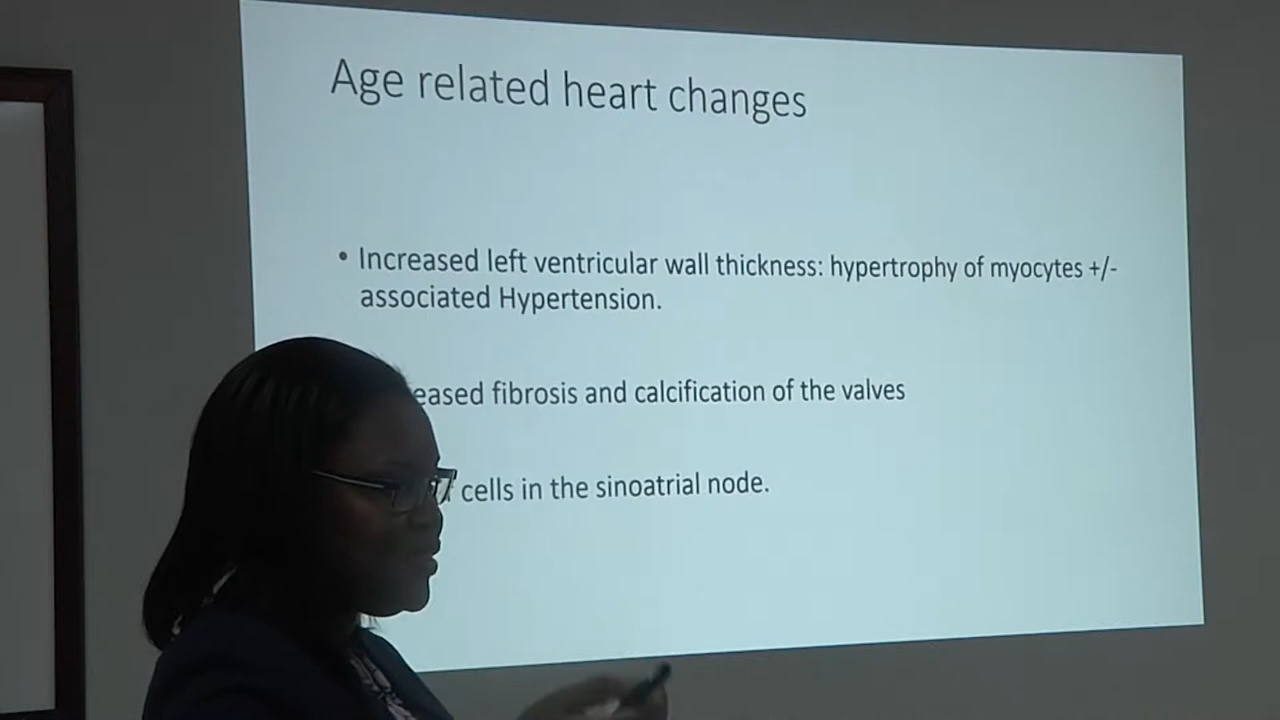 Age related heart changes
• Increased left ventricular wall thickness: hypertrophy of myocytes +/-
associated Hypertension.
fibrosis and calcification of the valves
cells in the sinoatrial node.